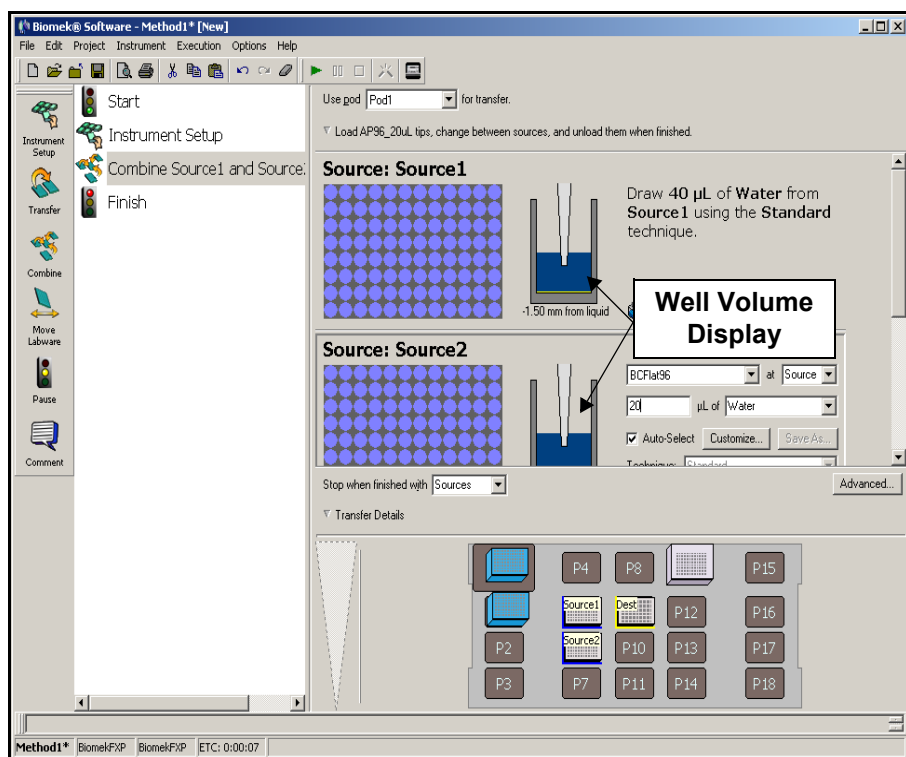 Biomek® Software - Method1* [New]
File Edit Project Instrument Execution Options Help
Instrument
Setup
Transfer
Combine
Move
Labware
Pause
Comment
Start
Instrument Setup
Combine Source1 and Source
Finish
Use pod Pod1 for transfer.
Load AP96_20uL tips, change between sources, and unload them when finished.
Source: Source1
-1.50 mm from liquid
Draw 40 µL of Water from
Source1 using the Standard
technique.
Well Volume
Display
Source: Source2
BCFlat96 at Source
20 µL of Water
Auto-Select Customize... Save As...
Technique: Standard
Stop when finished with Sources Advanced...
Transfer Details
P4 P8 P15
Source1 Dest P12 P16
P2 Source2 P10 P13 P17
P3 P7 P11 P14 P18
Method1* BiomekFXP BiomekFXP ETC: 0:00:07